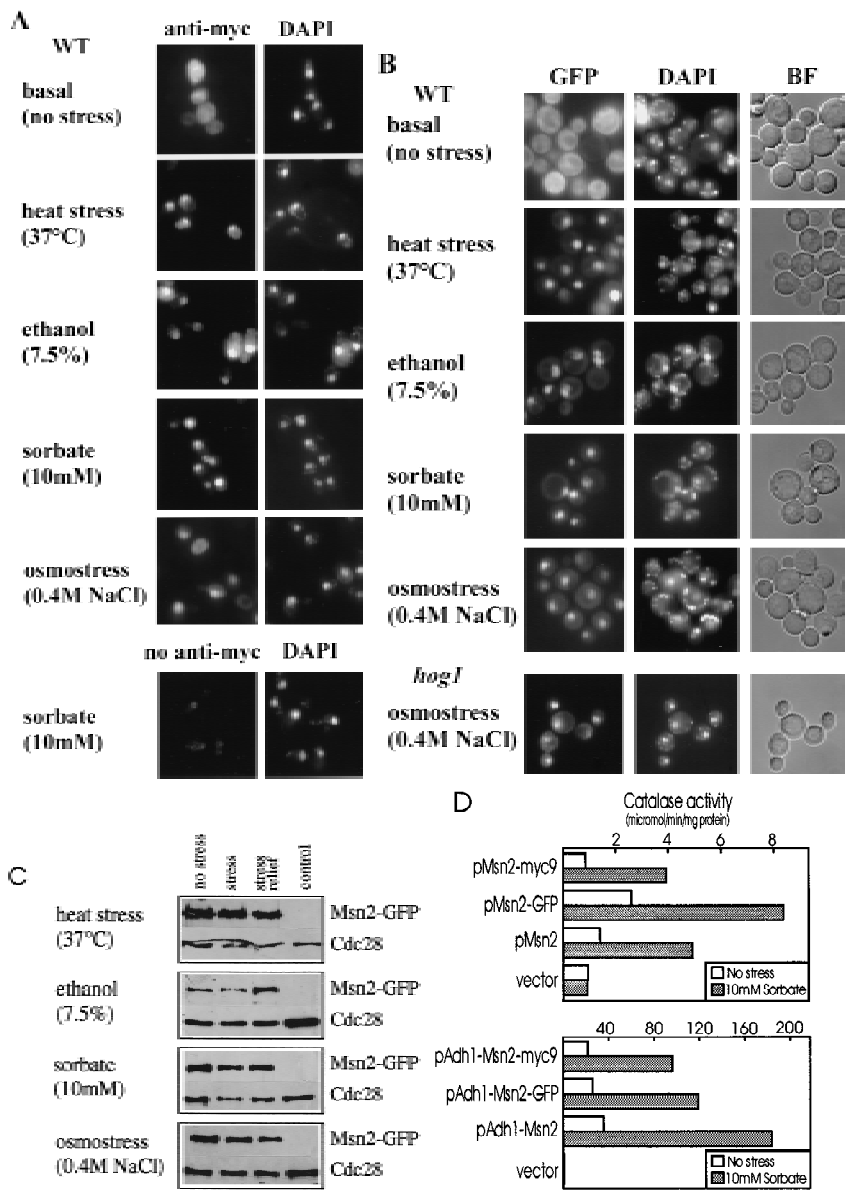 A
anti-myc DAPI
WT
basal
(no stress)
heat stress
(37°C)
ethanol
(7.5%)
sorbate
(10mM)
osmostress
(0.4M NaCl)
no anti-myc DAPI
sorbate
(10mM)
B
GFP DAPI BF
WT
basal
(no stress)
heat stress
(37°C)
ethanol
(7.5%)
sorbate
(10mM)
osmostress
(0.4M NaCl)
hog1
osmostress
(0.4M NaCl)
C
no stress
stress
stress
relief
control
heat stress
(37°C)
Msn2-GFP
Cdc28
ethanol
(7.5%)
Msn2-GFP
Cdc28
sorbate
(10mM)
Msn2-GFP
Cdc28
osmostress
(0.4M NaCl)
Msn2-GFP
Cdc28
D
Catalase activity
(micromol/min/mg protein)
2 4 6 8
pMsn2-myc9
pMsn2-GFP
pMsn2
vector
No stress
10mM Sorbate
40 80 120 160 200
pAdh1-Msn2-myc9
pAdh1-Msn2-GFP
pAdh1-Msn2
vector
No stress
10mM Sorbate